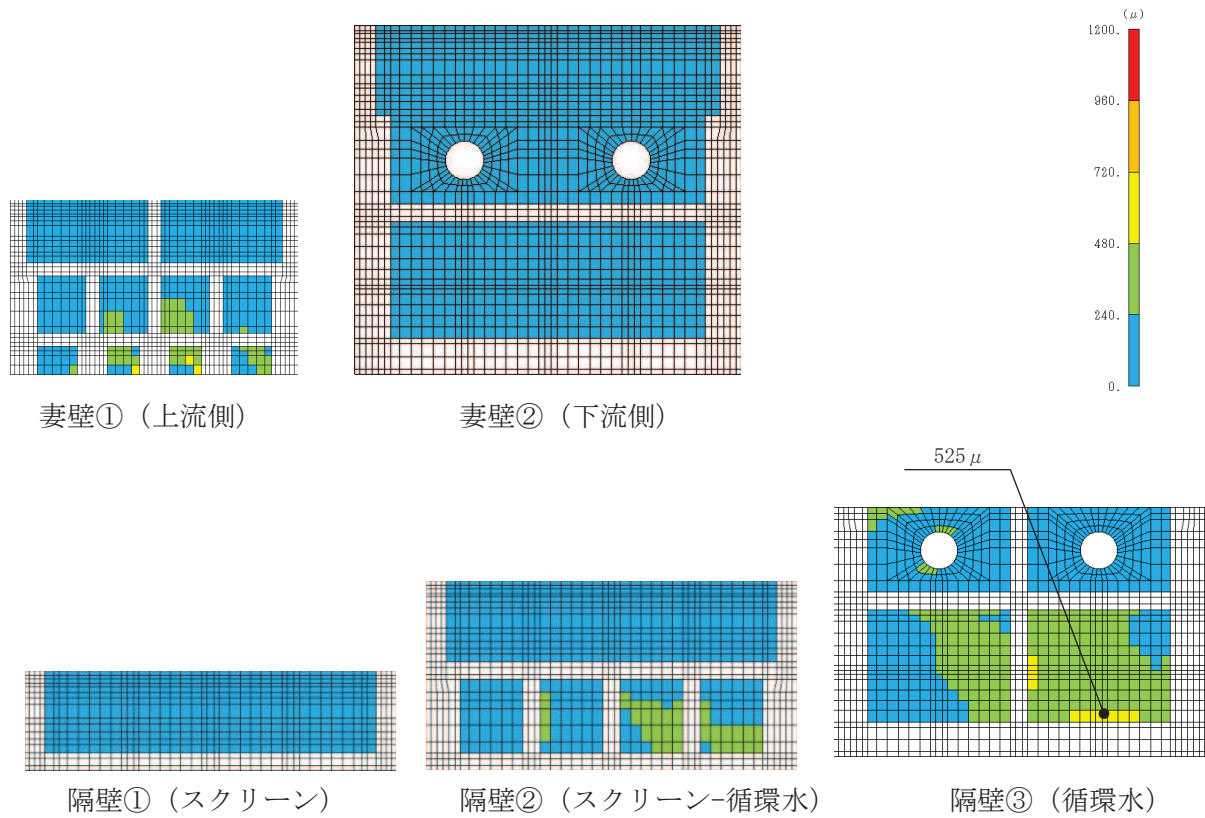 (μ)
1200.
960.
720.
480.
240.
0.
妻壁①（上流側）
妻壁②（下流側）
525μ
隔壁①（スクリーン）
隔壁②（スクリーン-循環水）
隔壁③（循環水）